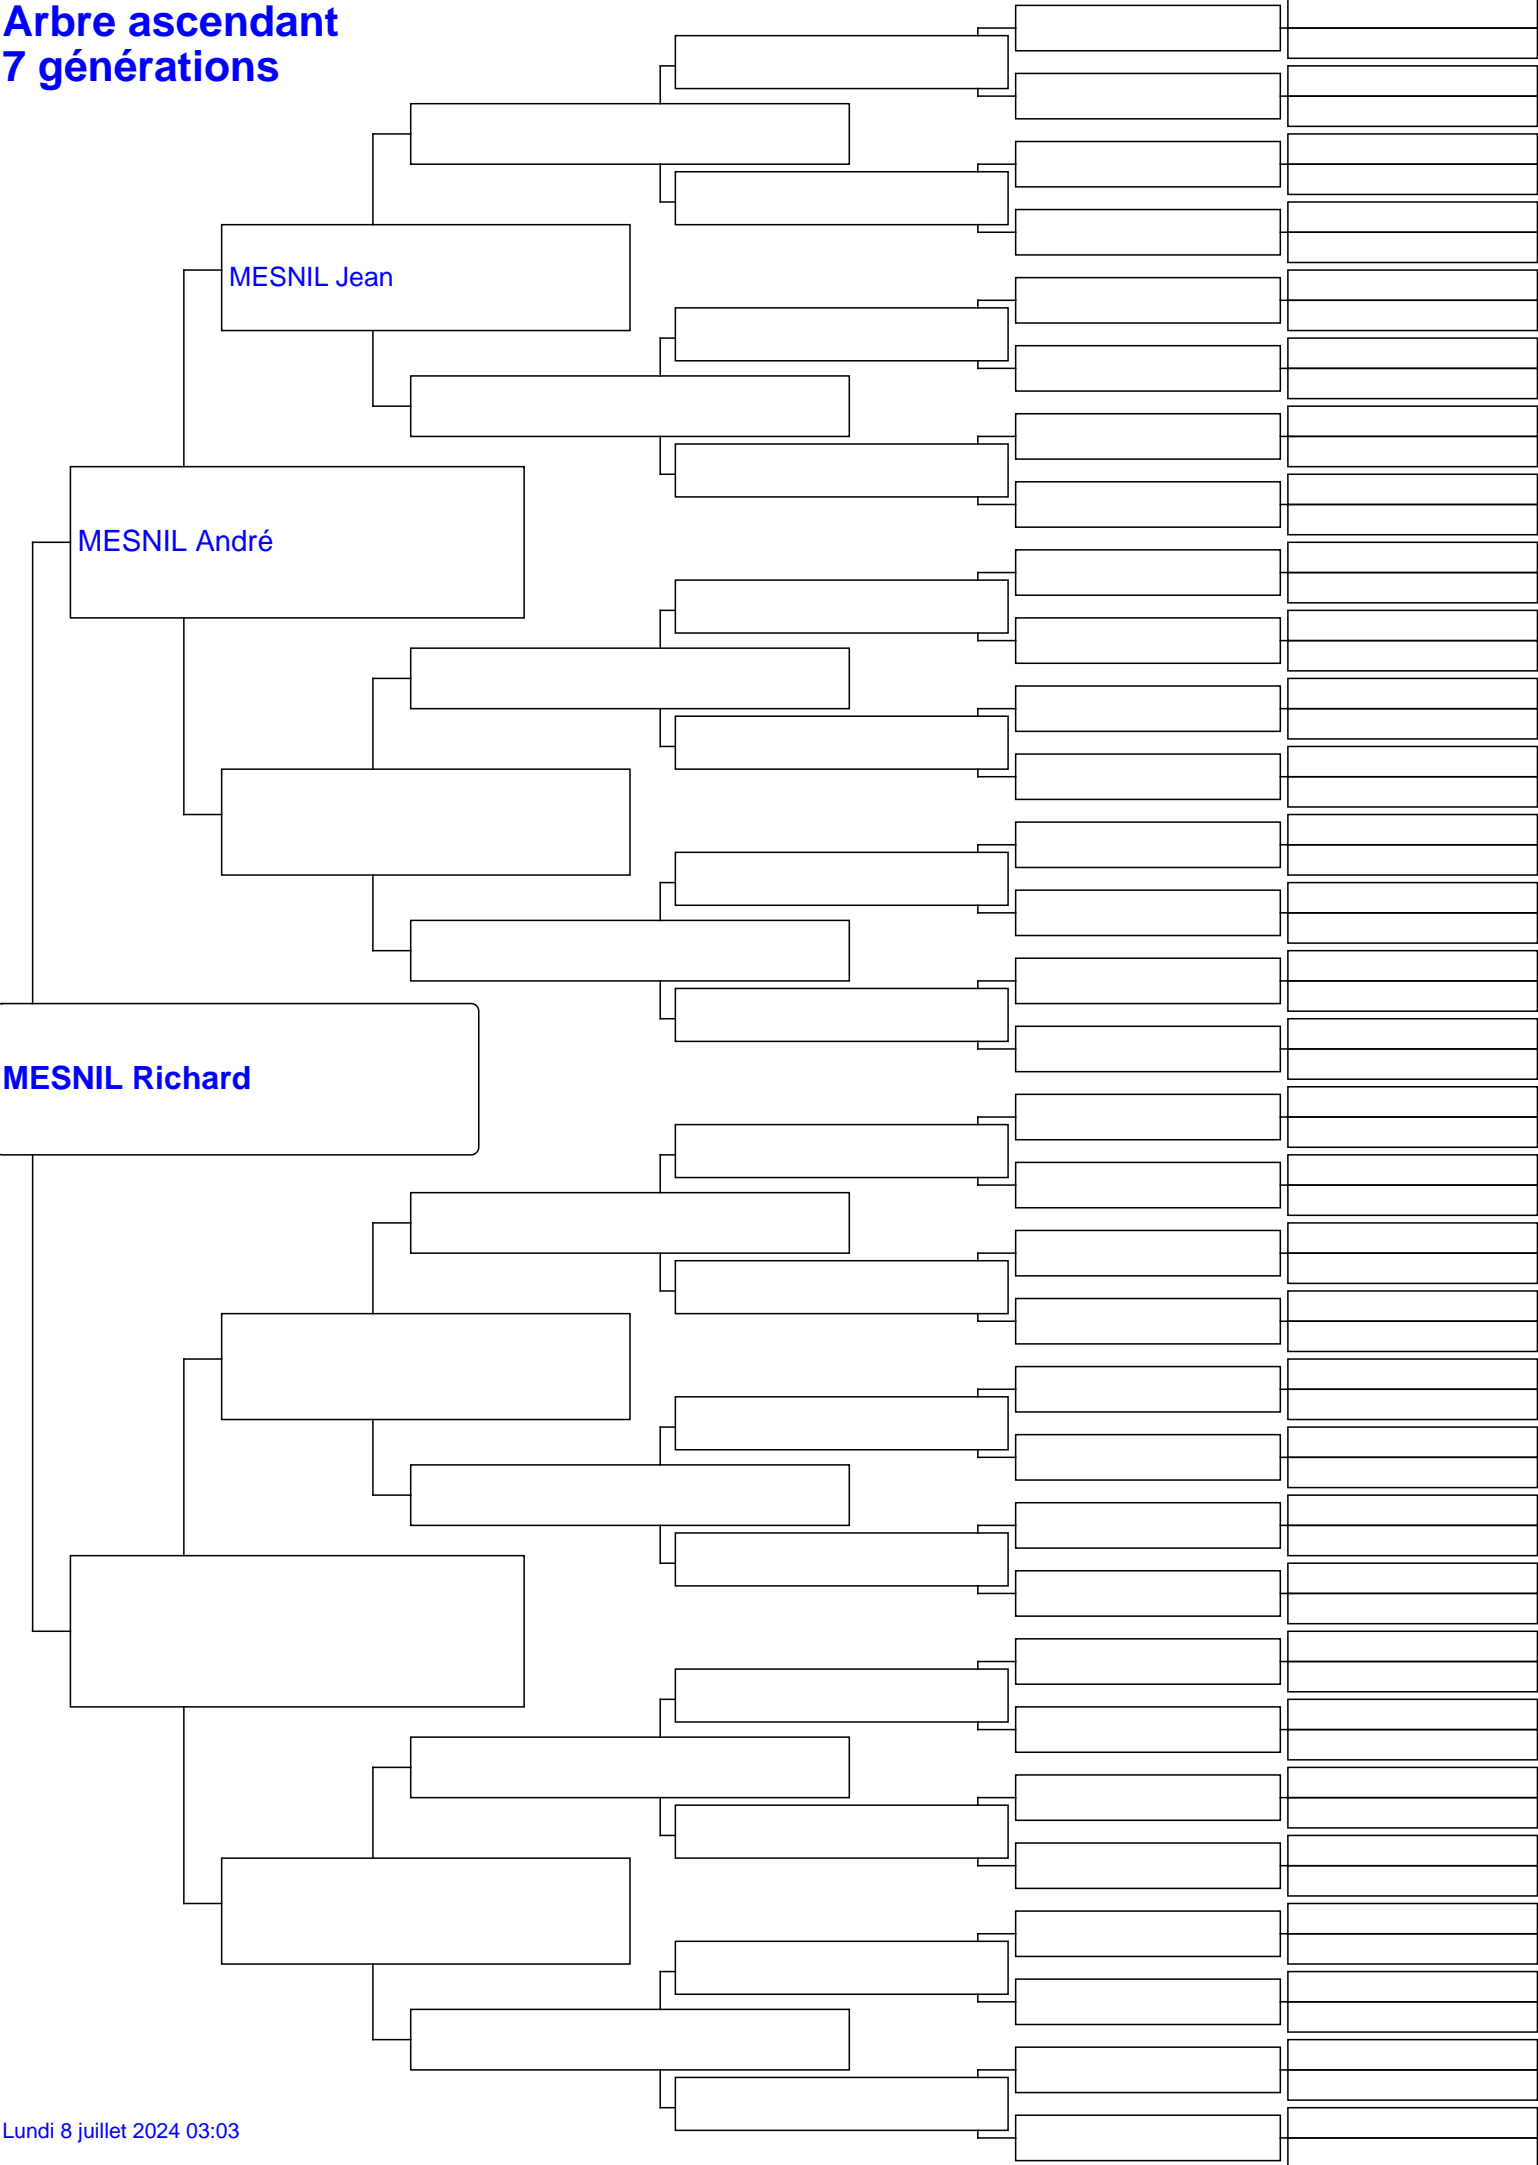 Arbre ascendant
7 générations
MESNIL Jean
MESNIL André
MESNIL Richard
Lundi 8 juillet 2024 03:03